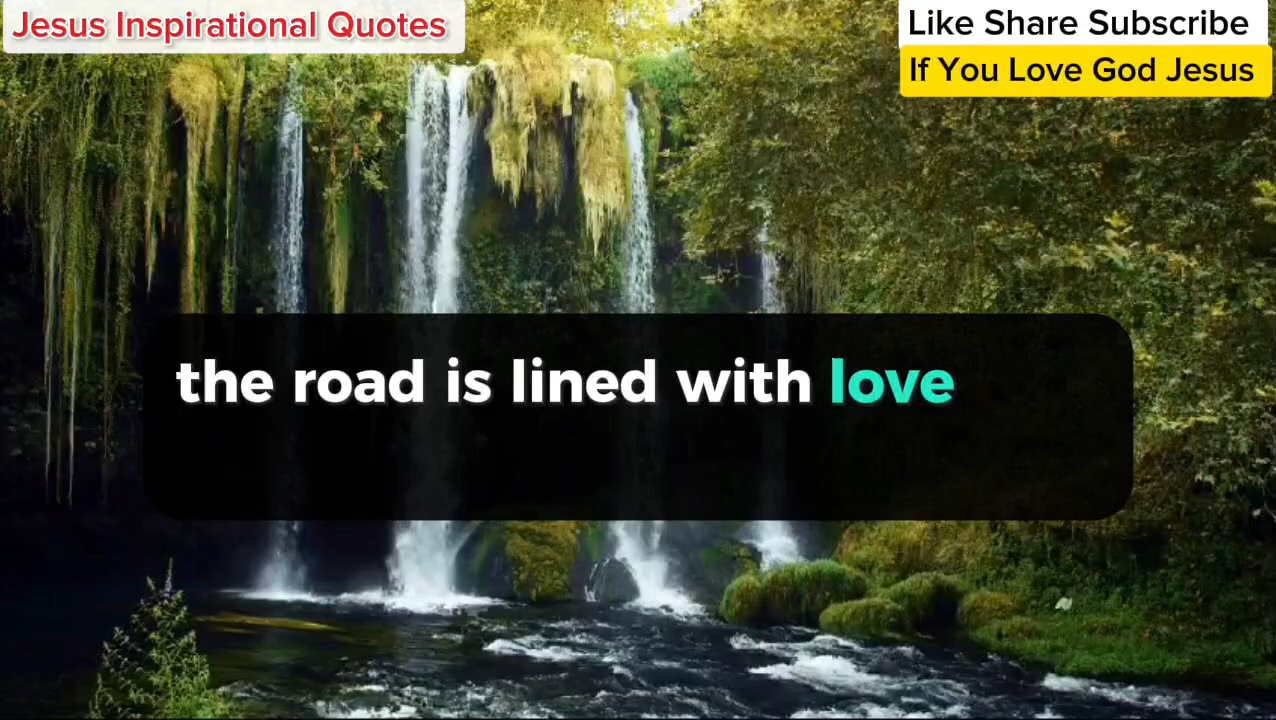 Jesus Inspirational Quotes
Like Share Subscribe
If You Love God Jesus
the road is lined with love